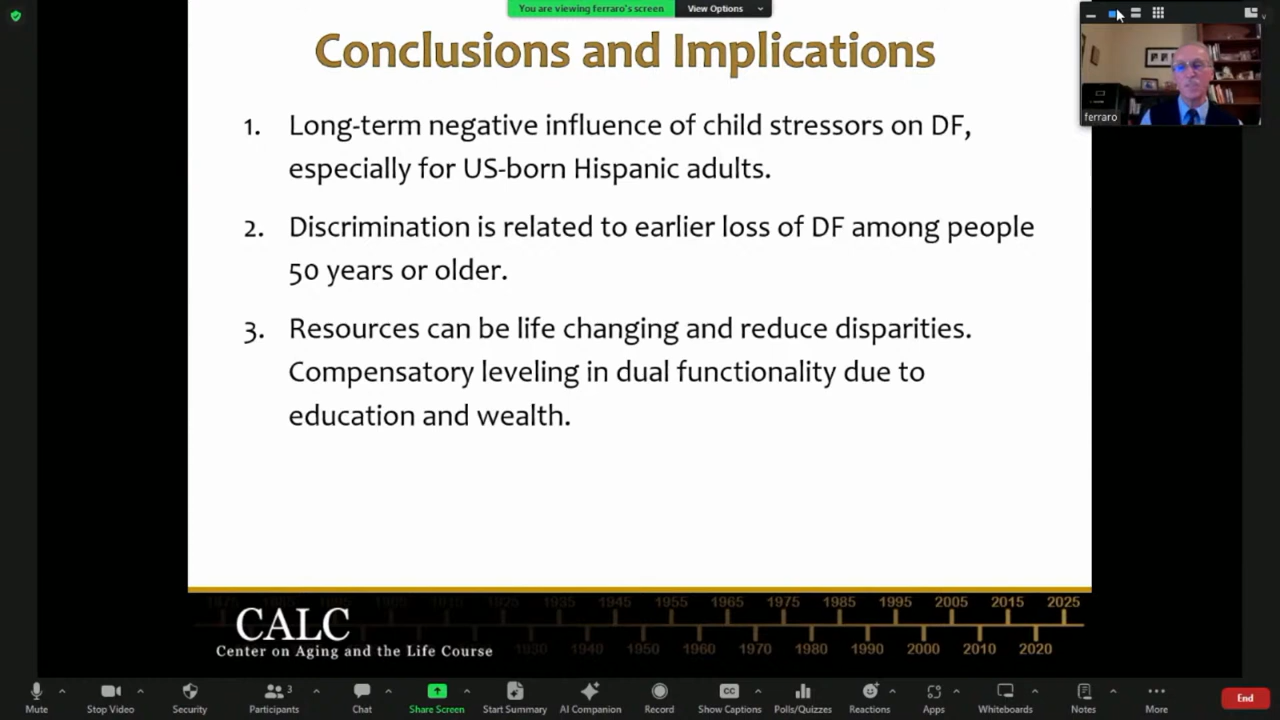 You are viewing ferraro's screen
View Options
Conclusions and Implications
ferraro
1. Long-term negative influence of child stressors on DF,
especially for US-born Hispanic adults.
2. Discrimination is related to earlier loss of DF among people
50 years or older.
3. Resources can be life changing and reduce disparities.
Compensatory leveling in dual functionality due to
education and wealth.
1935 1945 1955 1965 1975 1985 1995 2005 2015 2025
CALC
Center on Aging and the Life Course
1930 1940 1950 1960 1970 1980 1990 2000 2010 2020
Mute
Stop Video
Security
Participants
3
Chat
Share Screen
Start Summary
AI Companion
Record
CC
Show Captions
Polls/Quizzes
Reactions
Apps
Whiteboards
Notes
More
End